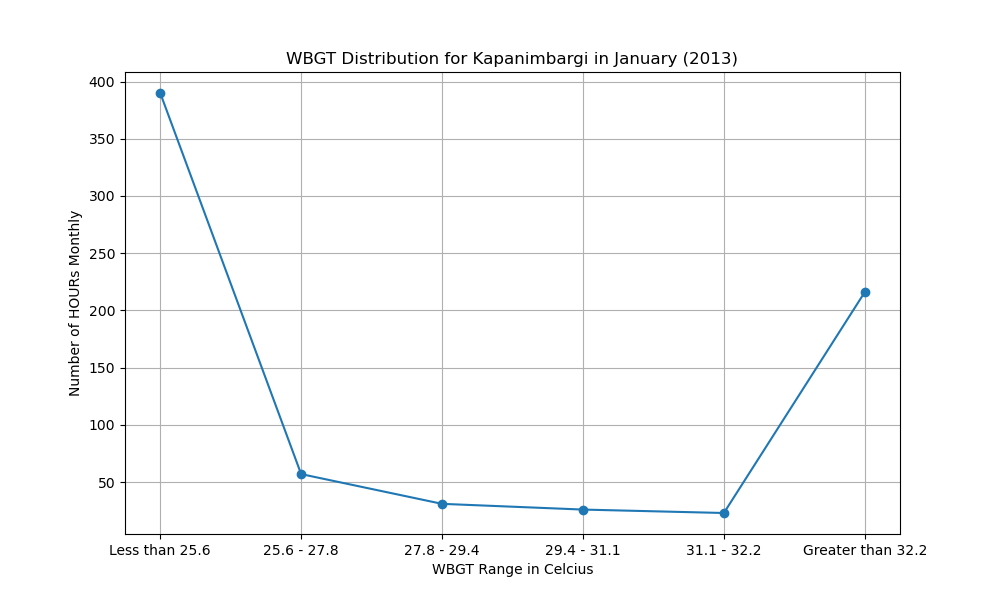 WBGT Distribution for Kapanimbargi in January (2013)
Number of HOURs Monthly
400
350
300
250
200
150
100
50
Less than 25.6
25.6 - 27.8
27.8 - 29.4
29.4 - 31.1
31.1 - 32.2
Greater than 32.2
WBGT Range in Celcius